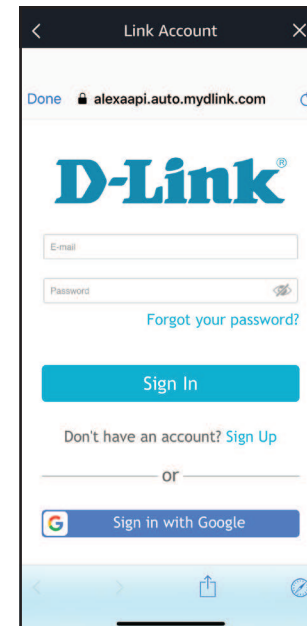 Link Account
Done alexaapi.auto.mydlink.com
D-Link®
E-mail
Password
Forgot your password?
Sign In
Don't have an account? Sign Up
or
G Sign in with Google